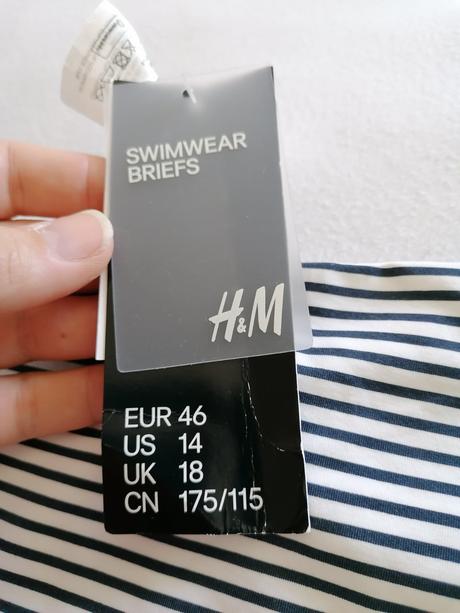 SWIMWEAR
BRIEFS
H&M
EUR 46
US 14
UK 18
CN 175/115